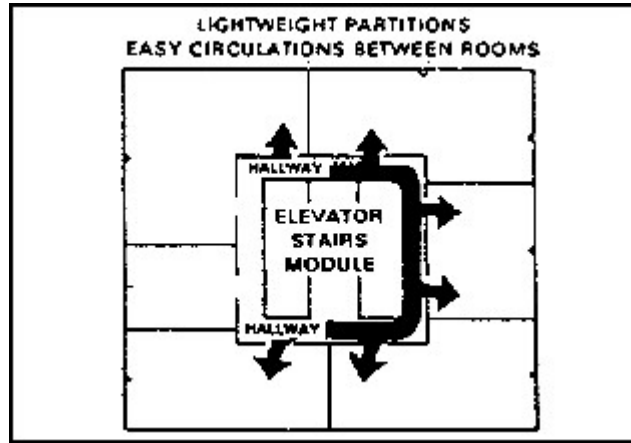 LIGHTWEIGHT PARTITIONS
EASY CIRCULATIONS BETWEEN ROOMS
HALLWAY
ELEVATOR
STAIRS
MODULE
HALLWAY